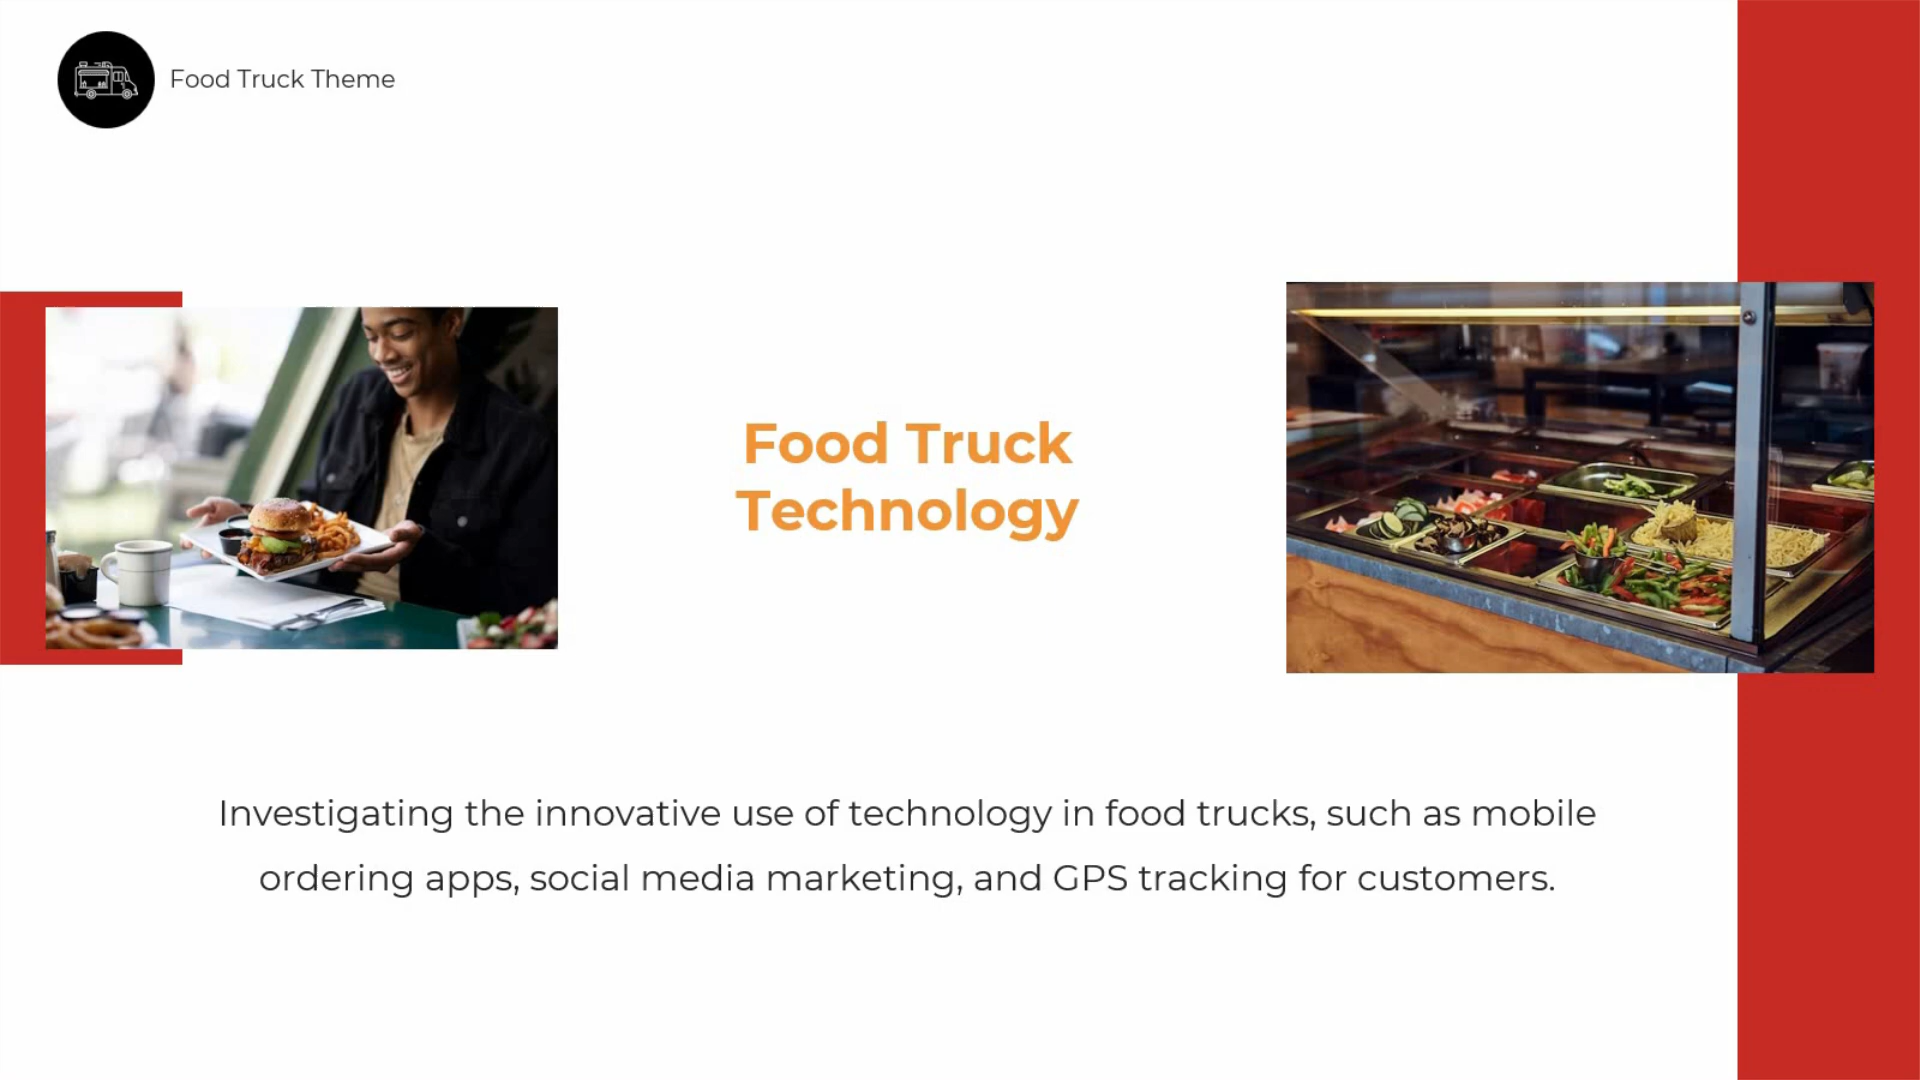 Food Truck Theme
Food Truck
Technology
Investigating the innovative use of technology in food trucks, such as mobile
ordering apps, social media marketing, and GPS tracking for customers.